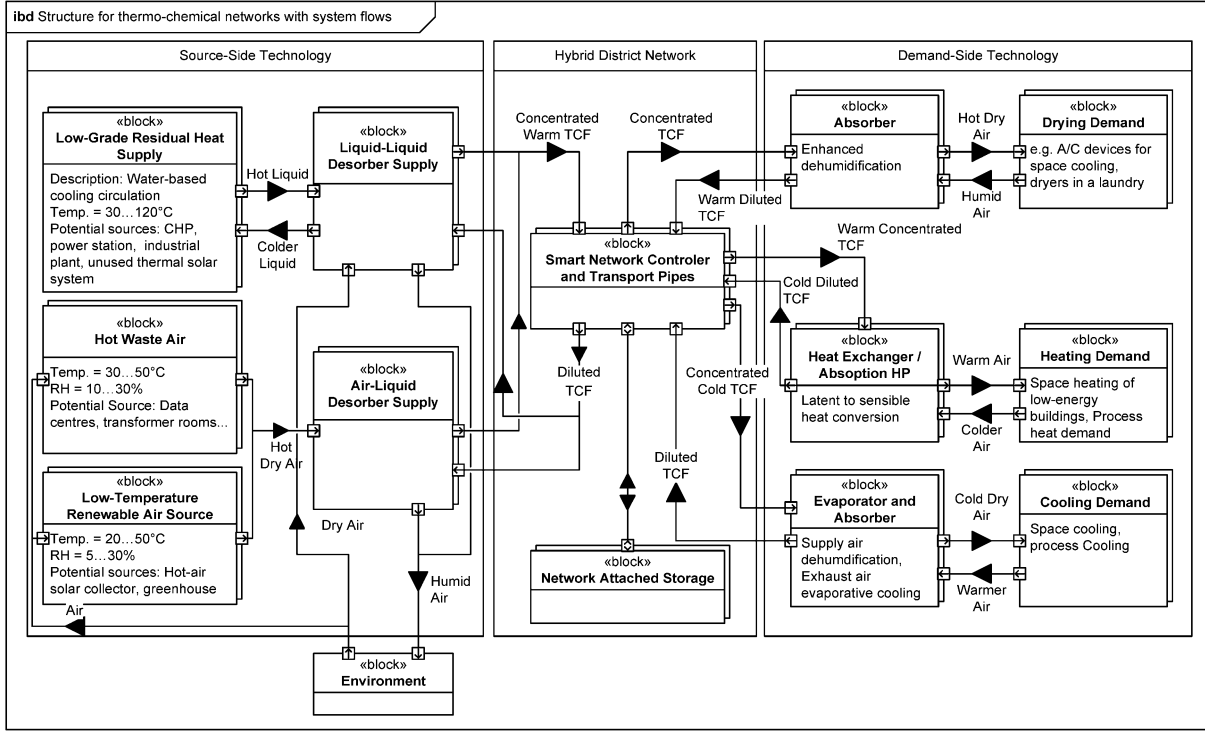 ibd Structure for thermo-chemical networks with system flows
Source-Side Technology
«block»
Low-Grade Residual Heat
Supply
Description: Water-based
cooling circulation
Temp. = 30…120°C
Potential sources: CHP,
power station, industrial
plant, unused thermal solar
system
Hot Liquid
Colder
Liquid
«block»
Liquid-Liquid
Desorber Supply
«block»
Hot Waste Air
Temp. = 30…50°C
RH = 10…30%
Potential Source: Data
centres, transformer rooms...
Hot
Dry Air
«block»
Air-Liquid
Desorber Supply
«block»
Low-Temperature
Renewable Air Source
Temp. = 20…50°C
RH = 5…30%
Potential sources: Hot-air
solar collector, greenhouse
Dry Air
Air
Humid
Air
«block»
Environment
Hybrid District Network
Concentrated
Warm TCF
Concentrated
TCF
Warm Diluted
TCF
«block»
Smart Network Controler
and Transport Pipes
Diluted
TCF
Concentrated
Cold TCF
Diluted
TCF
«block»
Network Attached Storage
Demand-Side Technology
«block»
Absorber
Enhanced
dehumidification
Hot Dry
Air
Humid
Air
«block»
Drying Demand
e.g. A/C devices for
space cooling,
dryers in a laundry
Warm Concentrated
TCF
Cold Diluted
TCF
«block»
Heat Exchanger /
Absoption HP
Latent to sensible
heat conversion
Warm Air
Colder
Air
«block»
Heating Demand
Space heating of
low-energy
buildings, Process
heat demand
«block»
Evaporator and
Absorber
Supply air
dehumdification,
Exhaust air
evaporative cooling
Cold Dry
Air
Warmer
Air
«block»
Cooling Demand
Space cooling,
process Cooling